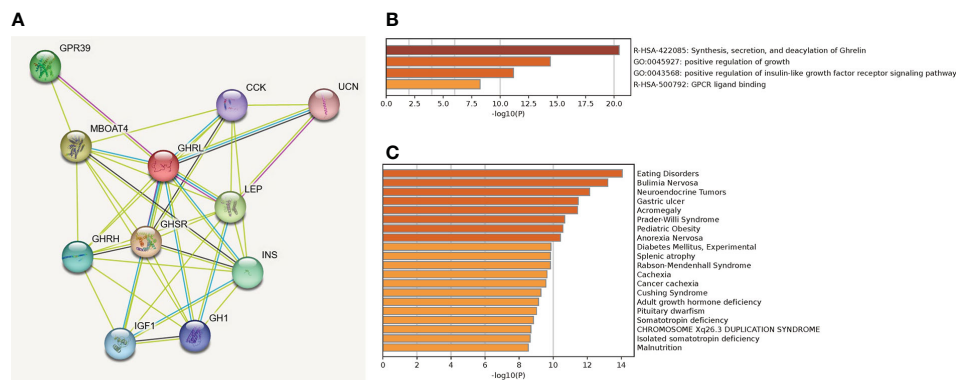 A
GPR39
CCK
UCN
MBOAT4
GHRL
LEP
GHSR
GHRH
INS
IGF1
GH1
B
R-HSA-422085: Synthesis, secretion, and deacylation of Ghrelin
GO:0045927: positive regulation of growth
GO:0043568: positive regulation of insulin-like growth factor receptor signaling pathway
R-HSA-500792: GPCR ligand binding
0.0 2.5 5.0 7.5 10.0 12.5 15.0 17.5 20.0
-log10(P)
C
Eating Disorders
Bulimia Nervosa
Neuroendocrine Tumors
Gastric ulcer
Acromegaly
Prader-Willi Syndrome
Pediatric Obesity
Anorexia Nervosa
Diabetes Mellitus, Experimental
Splenic atrophy
Rabson-Mendenhall Syndrome
Cachexia
Cancer cachexia
Cushing Syndrome
Adult growth hormone deficiency
Pituitary dwarfism
Somatotropin deficiency
CHROMOSOME Xq26.3 DUPLICATION SYNDROME
Isolated somatotropin deficiency
Malnutrition
0 2 4 6 8 10 12 14
-log10(P)